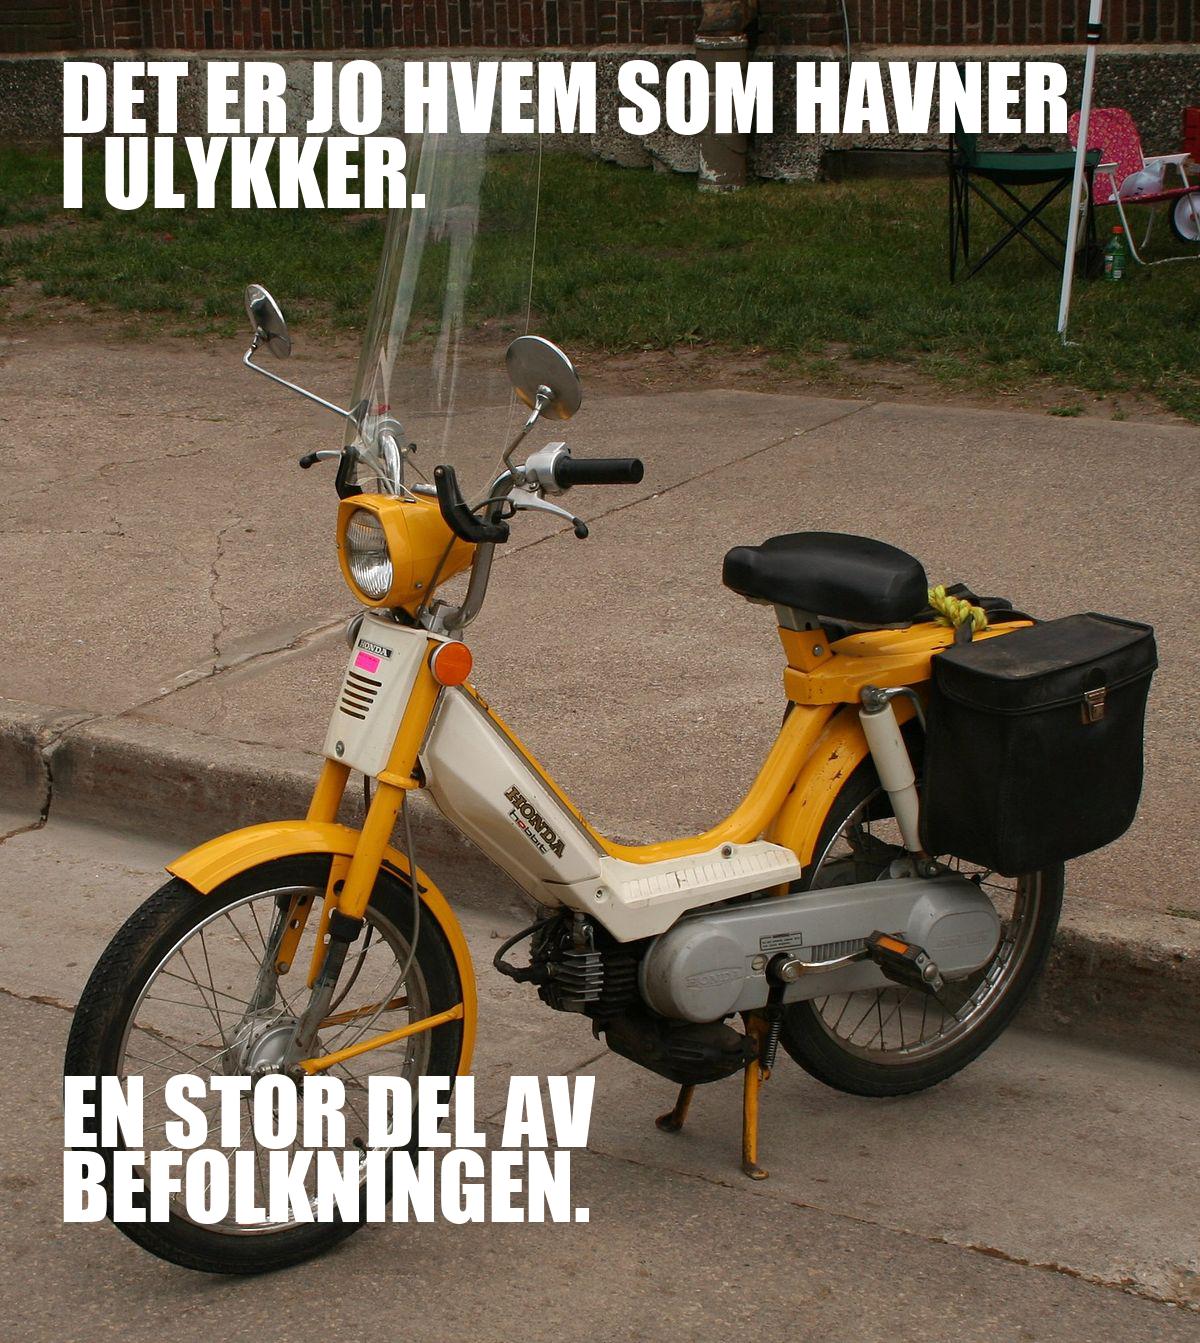 DET ER JO HVEM SOM HAVNER
I ULYKKER.
HONDA
HONDA
hobbit
HONDA
EN STOR DEL AV
BEFOLKNINGEN.